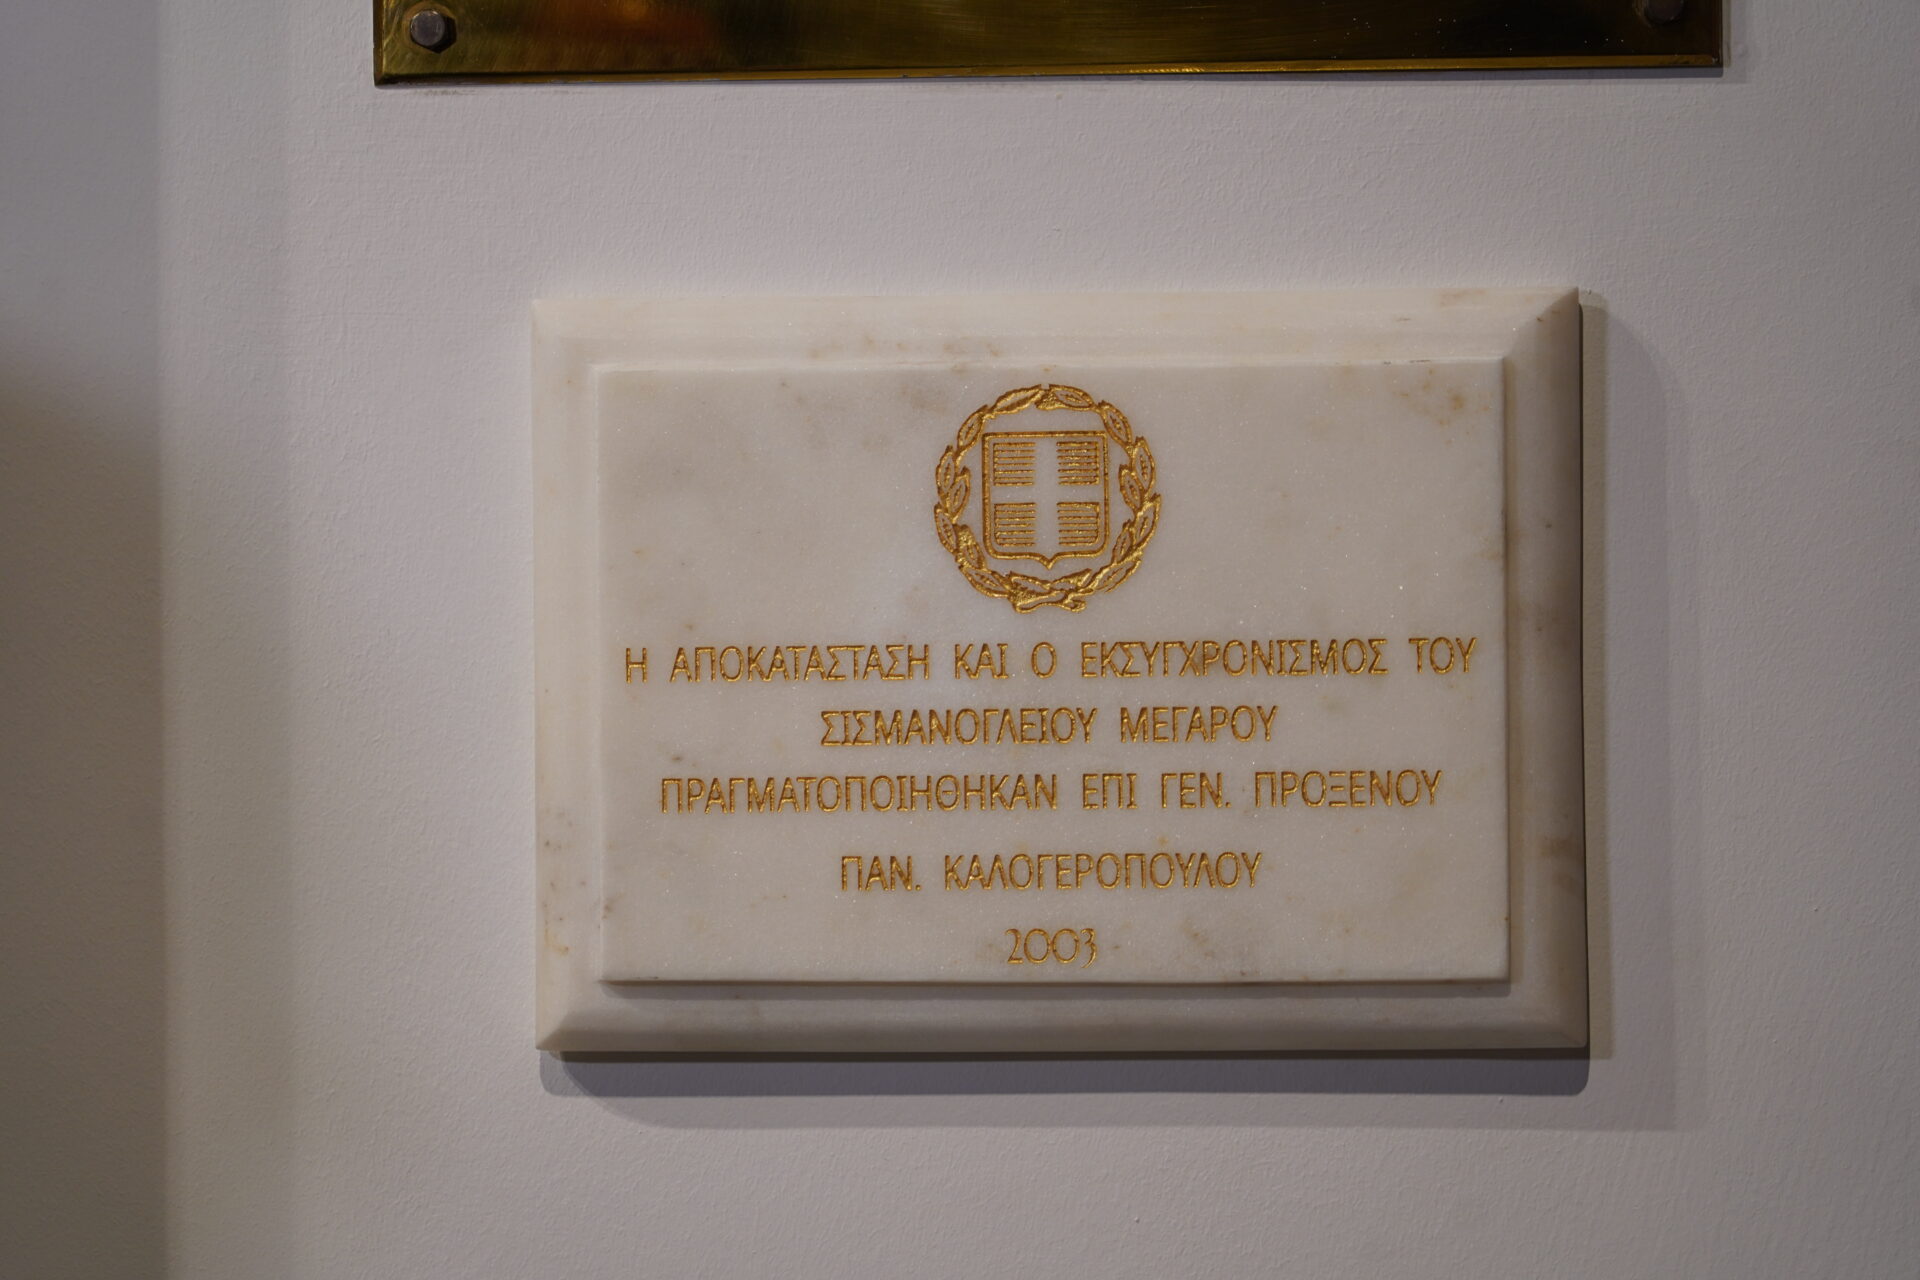 Η ΑΠΟΚΑΤΑΣΤΑΣΗ ΚΑΙ Ο ΕΚΣΥΓΧΡΟΝΙΣΜΟΣ ΤΟΥ
ΣΙΣΜΑΝΟΓΛΕΙΟΥ ΜΕΓΑΡΟΥ
ΠΡΑΓΜΑΤΟΠΟΙΗΘΗΚΑΝ ΕΠΙ ΓΕΝ. ΠΡΟΞΕΝΟΥ
ΠΑΝ. ΚΑΛΟΓΕΡΟΠΟΥΛΟΥ
2003